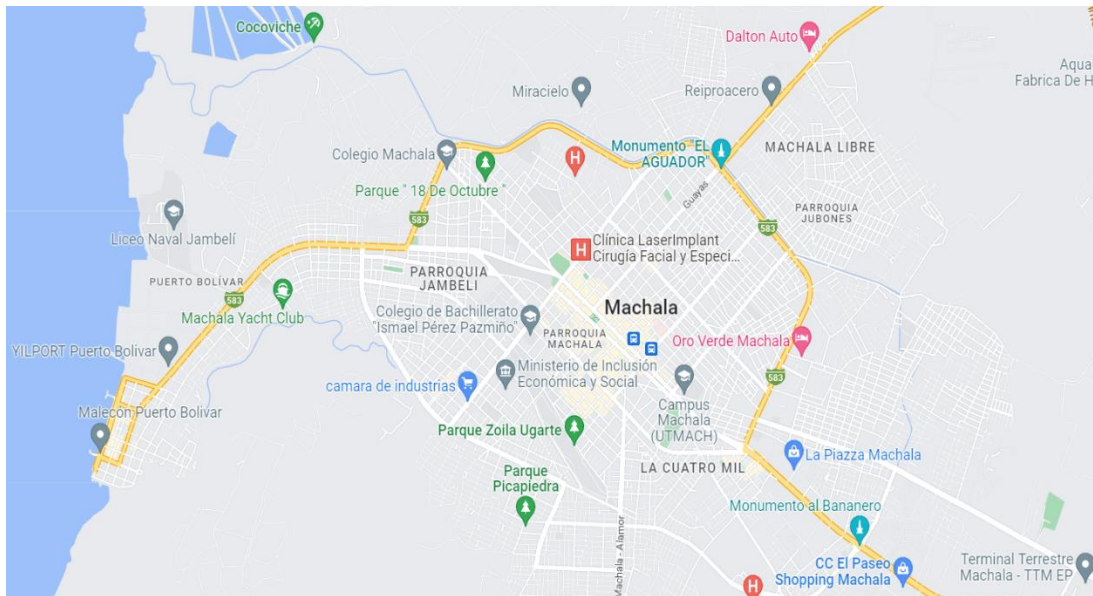 Cocoviche
Dalton Auto
Aqua
Fabrica De H
Miracielo
Reiproacero
Colegio Machala
Monumento "EL
AGUADOR"
MACHALA LIBRE
Parque " 18 De Octubre "
H
Guayas
PARROQUIA
JUBONES
583
583
Liceo Naval Jambelí
H
Clínica LaserImplant
Cirugía Facial y Especi...
PARROQUIA
JAMBELI
PUERTO BOLÍVAR
583
Machala Yacht Club
Colegio de Bachillerato
"Ismael Pérez Pazmiño"
Machala
PARROQUIA
MACHALA
Oro Verde Machala
YILPORT Puerto Bolivar
Ministerio de Inclusión
Económica y Social
583
camara de industrias
Malecón Puerto Bolivar
Campus
Machala
(UTMACH)
Parque Zoila Ugarte
La Piazza Machala
LA CUATRO MIL
Parque
Picapiedra
Monumento al Bananero
Machala - Alamor
CC El Paseo
Shopping Machala
Terminal Terrestre
Machala - TTM EP
H